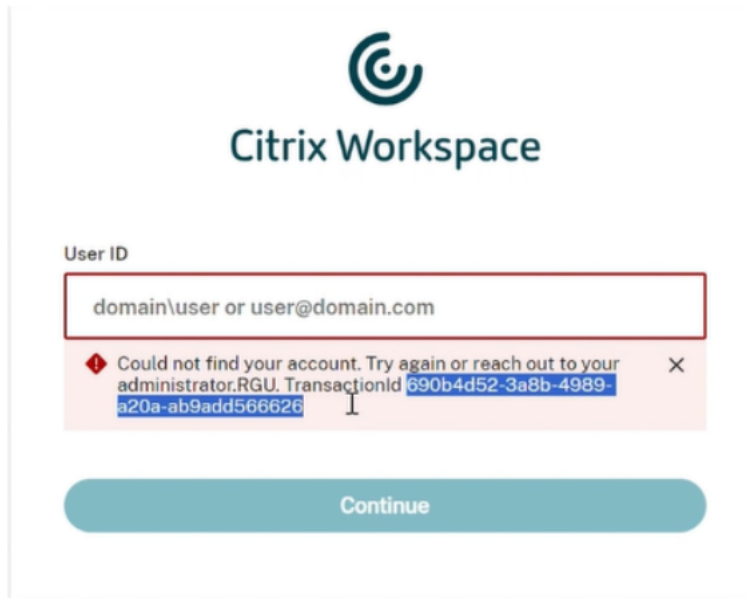 Citrix Workspace
User ID
domain\user or user@domain.com
Could not find your account. Try again or reach out to your
administrator.RGU. TransactionId 690b4d52-3a8b-4989-
a20a-ab9add566626
Continue